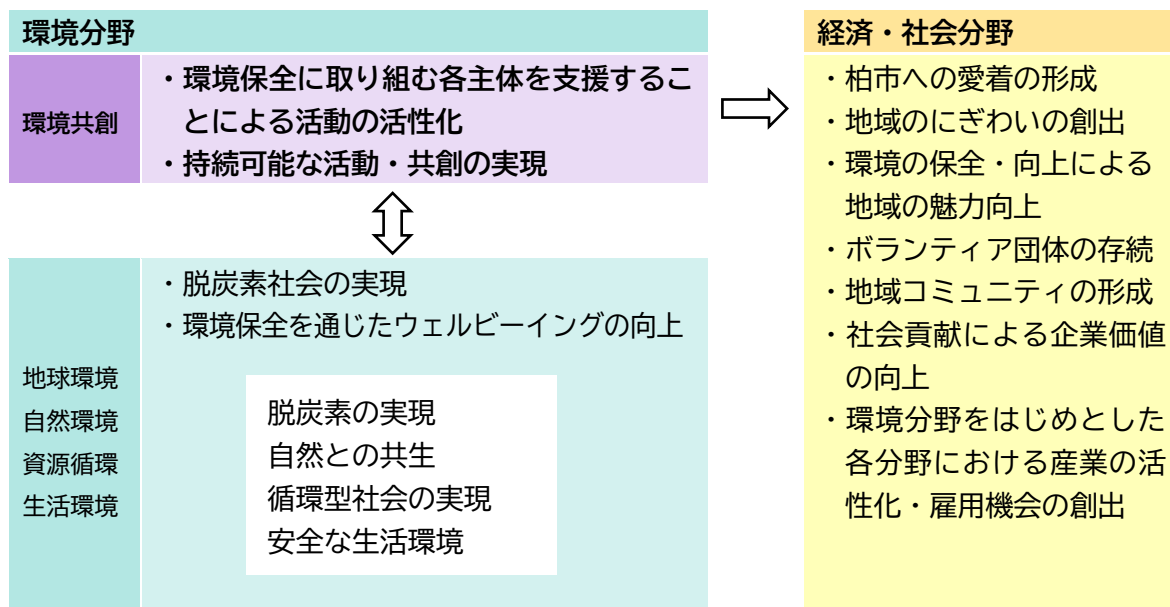 環境分野
環境共創
・環境保全に取り組む各主体を支援するこ
とによる活動の活性化
・持続可能な活動・共創の実現
地球環境
自然環境
資源循環
生活環境
・脱炭素社会の実現
・環境保全を通じたウェルビーイングの向上
脱炭素の実現
自然との共生
循環型社会の実現
安全な生活環境
経済・社会分野
・柏市への愛着の形成
・地域のにぎわいの創出
・環境の保全・向上による
地域の魅力向上
・ボランティア団体の存続
・地域コミュニティの形成
・社会貢献による企業価値
の向上
・環境分野をはじめとした
各分野における産業の活
性化・雇用機会の創出